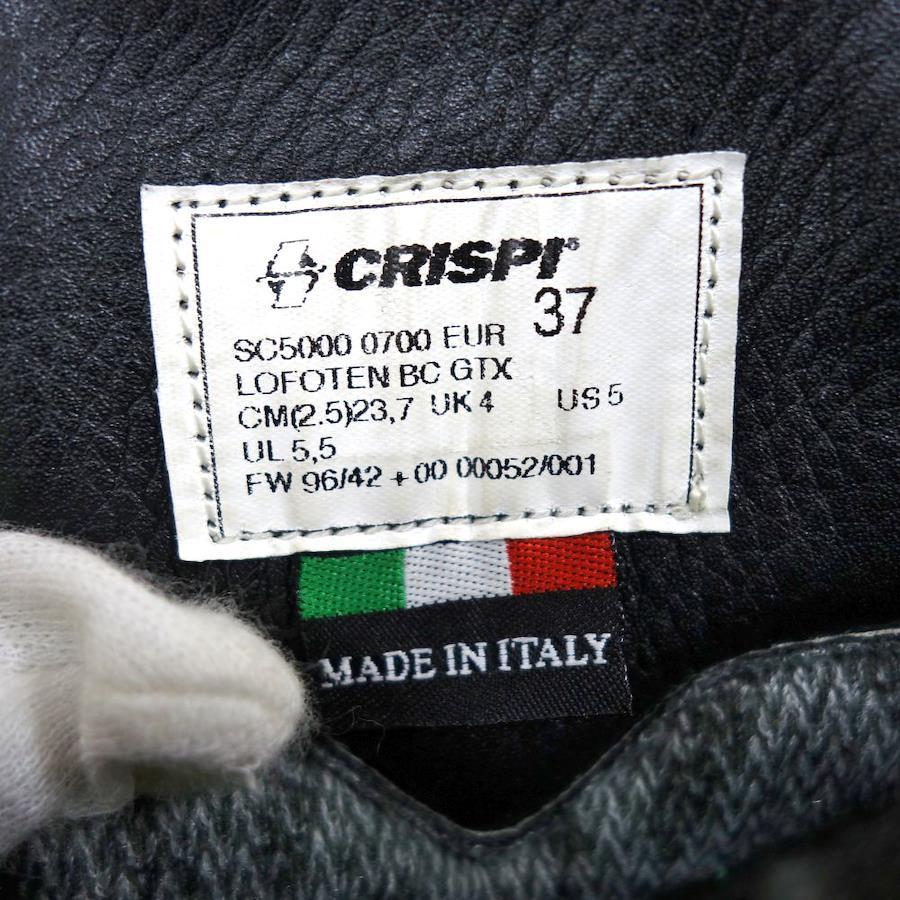 CRISPI®
SC5000 0700 EUR 37
LOFOTEN BC GTX
CM(2.5)23,7 UK 4 US 5
UL 5,5
FW 96/42 + 00 00052/001
MADE IN ITALY